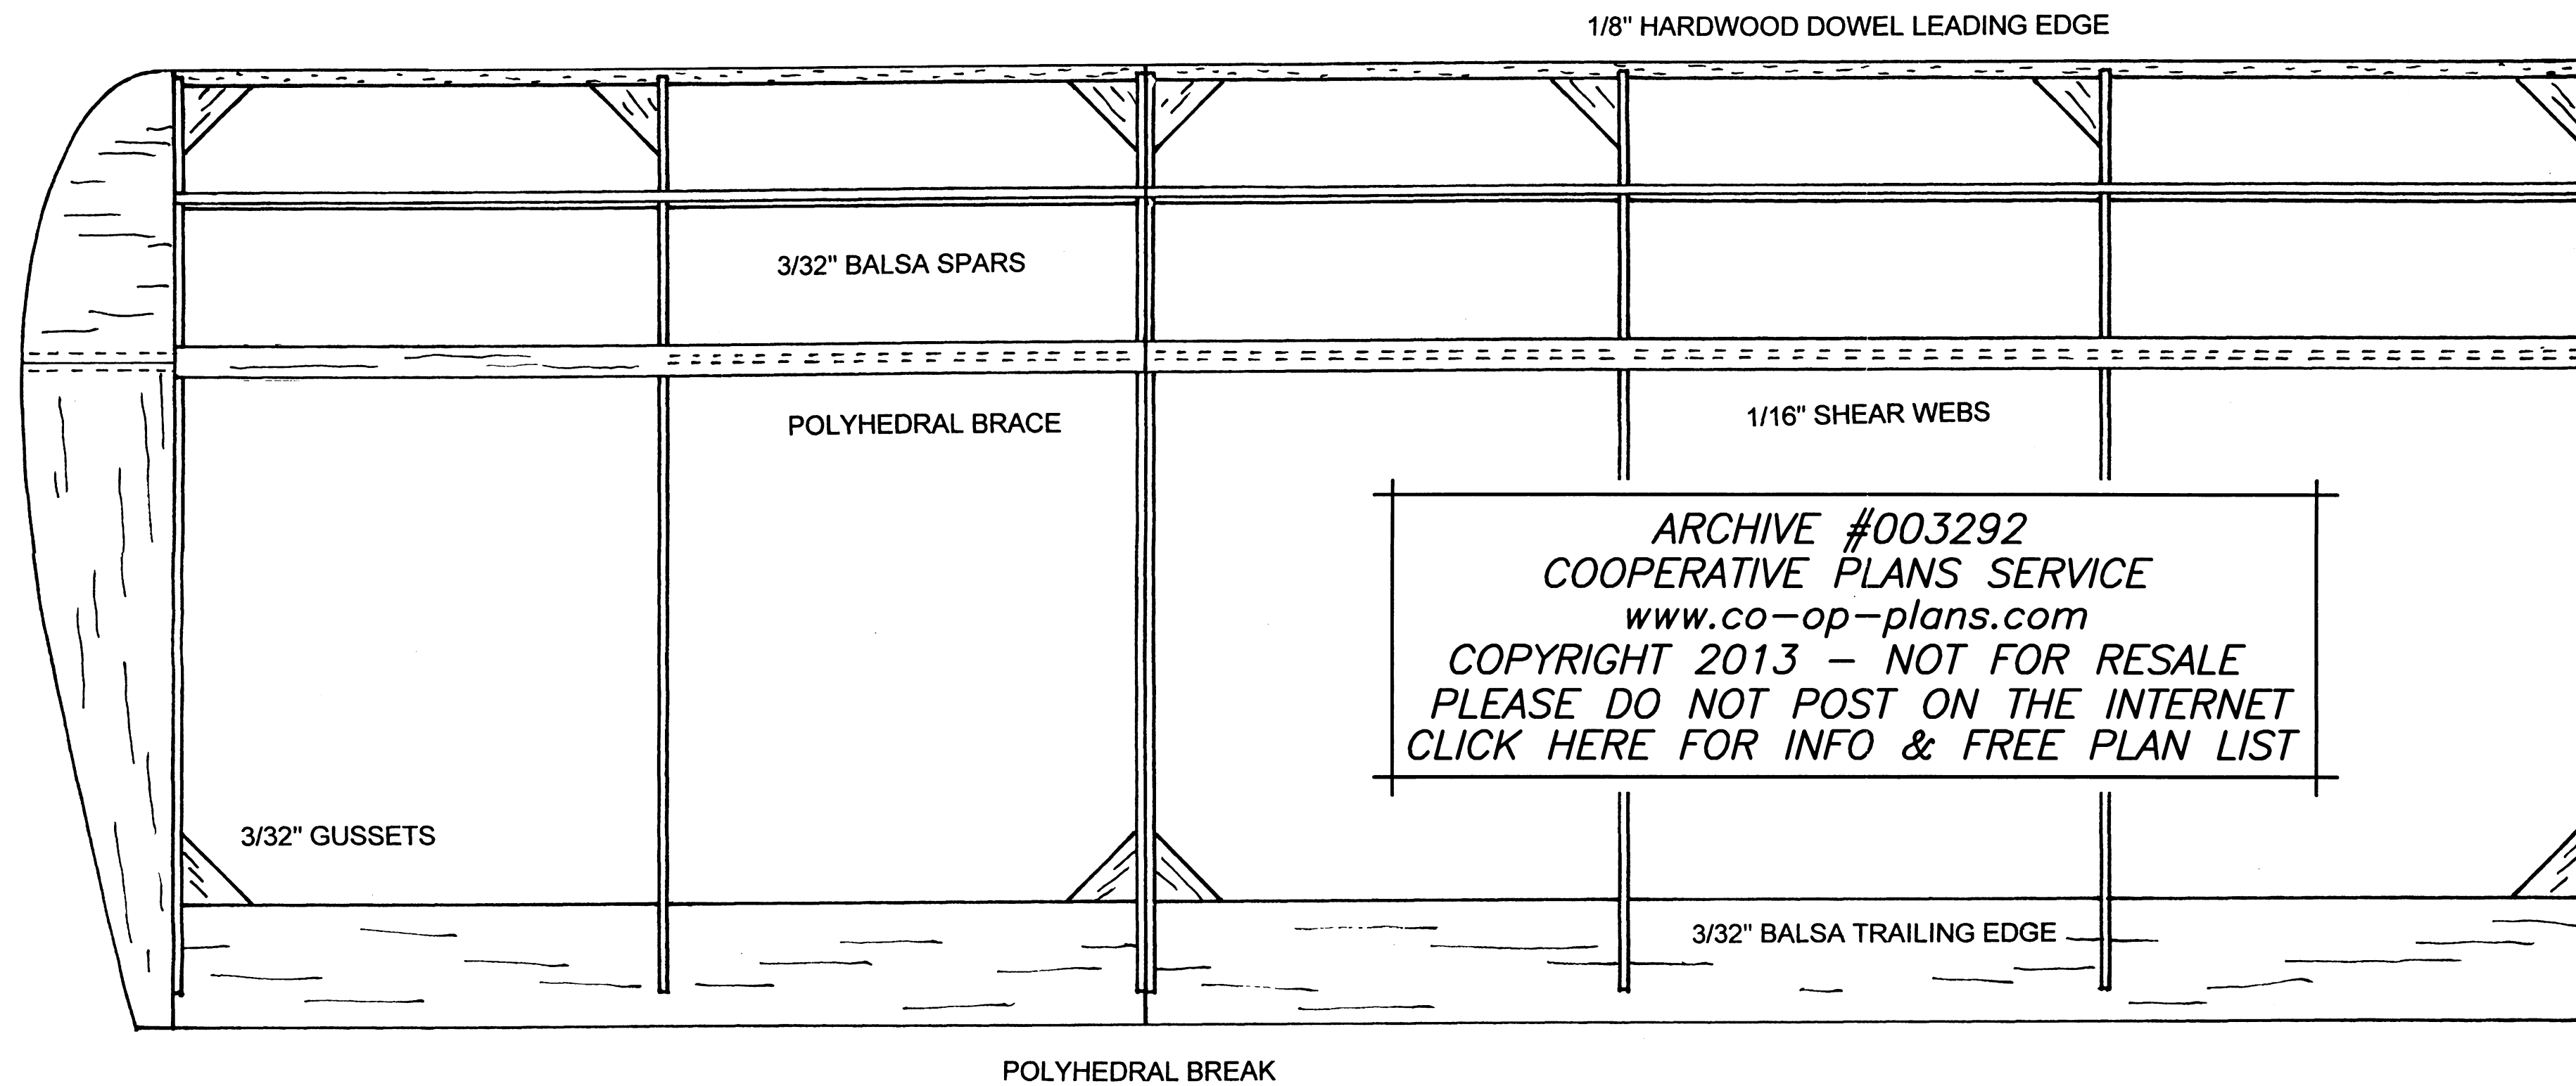 1/8" HARDWOOD DOWEL LEADING EDGE
3/32" BALSA SPARS
POLYHEDRAL BRACE
1/16" SHEAR WEBS
ARCHIVE #003292
COOPERATIVE PLANS SERVICE
www.co-op-plans.com
COPYRIGHT 2013 - NOT FOR RESALE
PLEASE DO NOT POST ON THE INTERNET
CLICK HERE FOR INFO & FREE PLAN LIST
3/32" GUSSETS
3/32" BALSA TRAILING EDGE
POLYHEDRAL BREAK